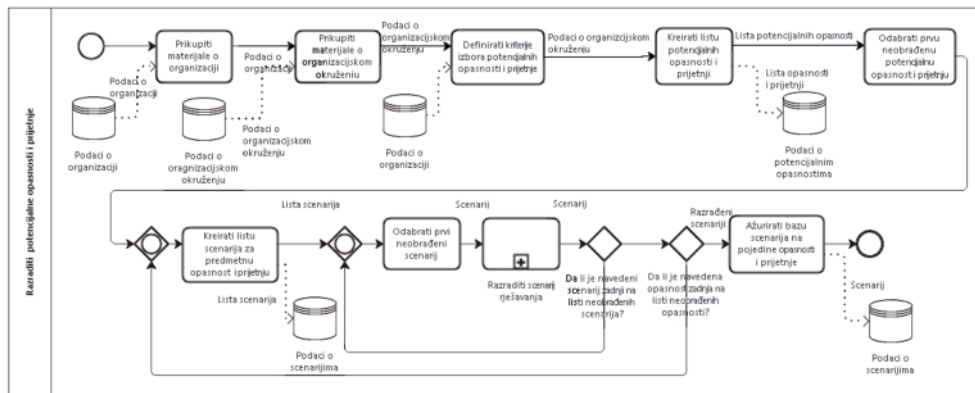 Razraditi potencijalne opasnosti i prijetnje
Prikupiti
materijale o
organizaciji
Podaci o
organizaciji
Podaci o
organizaciji
Podaci o
organizaciji
Prikupiti
materijale o
organizacijskom
okruženju
Podaci o
oragnizacijskom
okruženju
Podaci o
organizacijskom
okruženju
Podaci o
organizacijskom
okruženju
Definirati kriterije
izbora potencjalnih
opasnosti i prijetnje
Podaci o
organizaciji
Podaci o organizcijskom
okruženju
Kreirati listu
potencjalnih
opasnosti i
prijetnji
Lista potencijalnih opasnosti
Lista opasnosti
i prijetnji
Podaci o
potencijalnim
opasnostima
Odabrati prvu
neobrađenu
potencijalnu
opasnost i prijetnju
Kreirati listu
scenarija za
predmetnu
opasnost i prijetnju
Lista scenarija
Lista scenarija
Podaci o
scenarijima
Odabrati prvi
neobrađeni
scenarij
Scenarij
Razraditi scenarij
rješavanja
Scenarij
Da li je navedeni
scenarij zadnji na
listi neobrađenih
scenarija?
Da li je navedena
opasnost zadnja na
listi neobrađenih
opasnosti?
Razrađeni
scenariji
Ažurirati bazu
scenarija na
pojedine opasnosti
i prijetnje
Scenarij
Podaci o
scenarijima